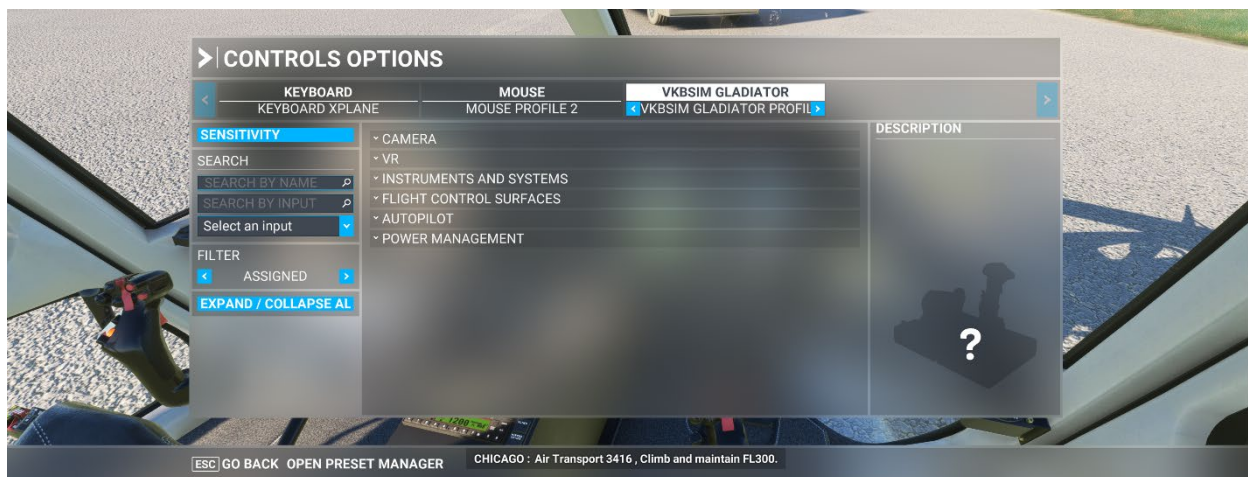 CONTROLS OPTIONS
KEYBOARD
KEYBOARD XPLANE
MOUSE
MOUSE PROFILE 2
VKBSIM GLADIATOR
VKBSIM GLADIATOR PROFIL
SENSITIVITY
SEARCH
SEARCH BY NAME
SEARCH BY INPUT
Select an input
FILTER
ASSIGNED
EXPAND / COLLAPSE AL
CAMERA
VR
INSTRUMENTS AND SYSTEMS
FLIGHT CONTROL SURFACES
AUTOPILOT
POWER MANAGEMENT
DESCRIPTION
?
1200
ESC GO BACK OPEN PRESET MANAGER
CHICAGO : Air Transport 3416 , Climb and maintain FL300.